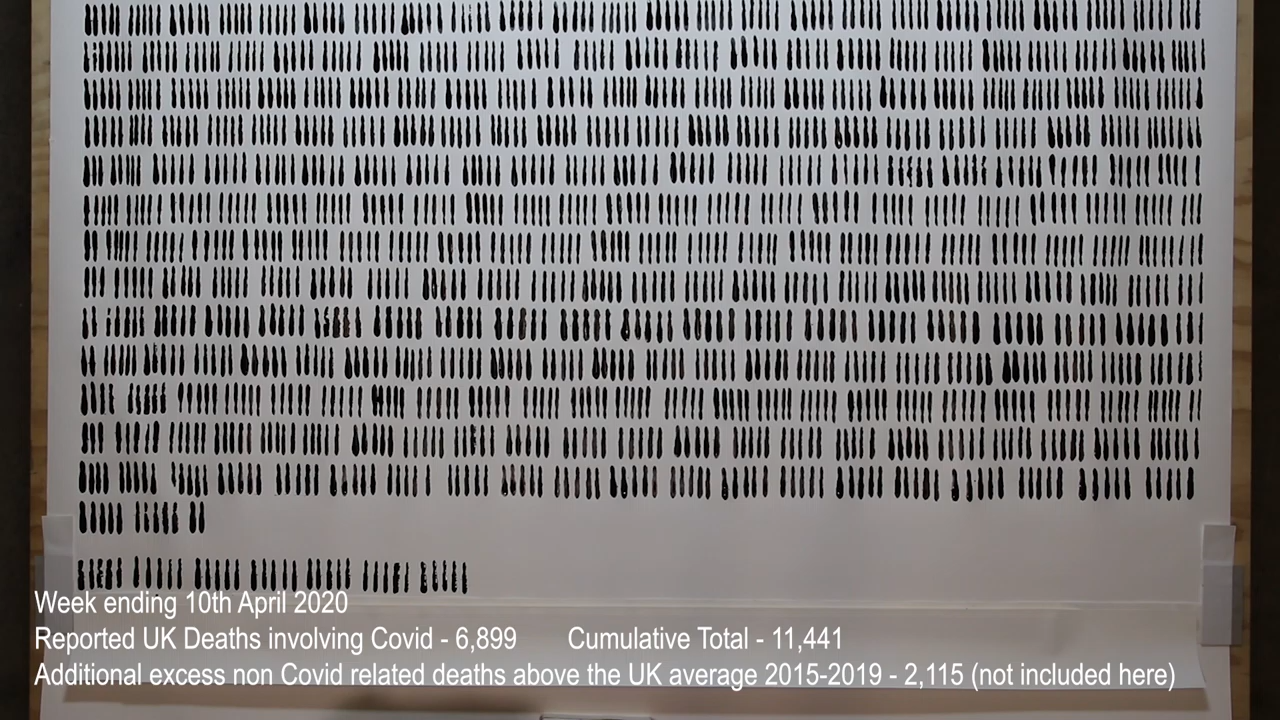 Week ending 10th April 2020
Reported UK Deaths involving Covid - 6,899 Cumulative Total - 11,441
Additional excess non Covid related deaths above the UK average 2015-2019 - 2,115 (not included here)